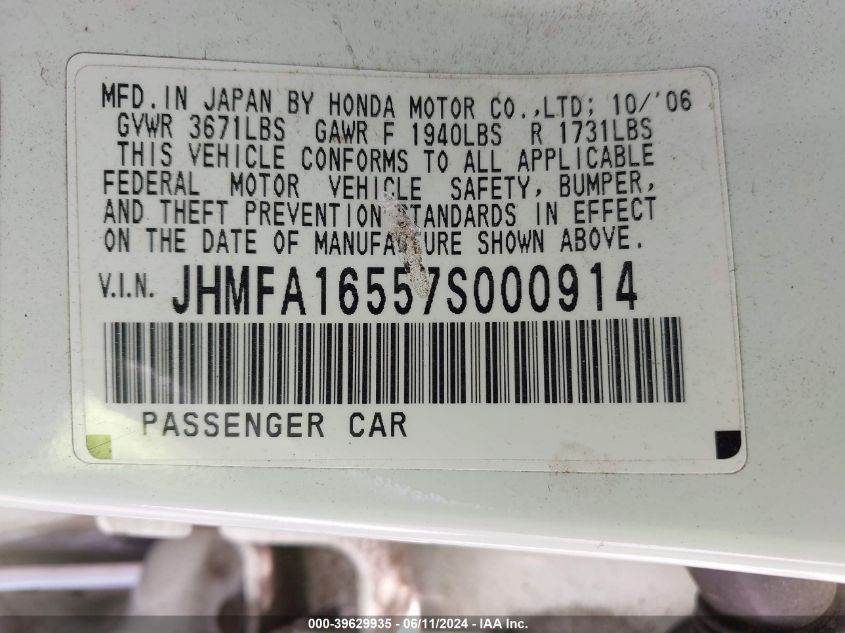 MFD. IN JAPAN BY HONDA MOTOR CO.,LTD; 10/'06
GVWR 3671LBS GAWR F 1940LBS R 1731LBS
THIS VEHICLE CONFORMS TO ALL APPLICABLE
FEDERAL MOTOR VEHICLE SAFETY, BUMPER,
AND THEFT PREVENTION STANDARDS IN EFFECT
ON THE DATE OF MANUFACTURE SHOWN ABOVE.
V.I.N. JHMFA16557S000914
PASSENGER CAR
000-39629935 - 06/11/2024 - IAA Inc.